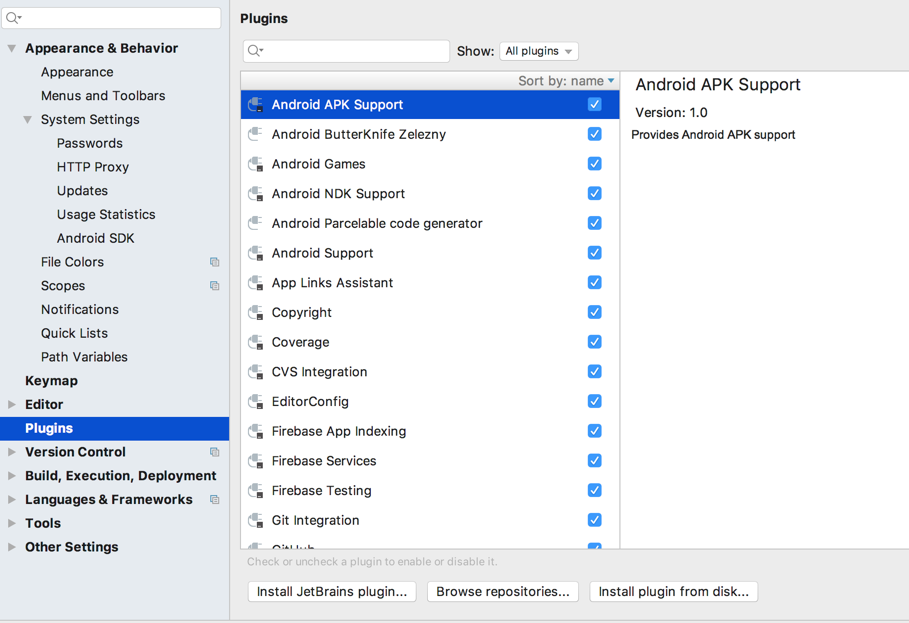 Appearance & Behavior
Appearance
Menus and Toolbars
System Settings
Passwords
HTTP Proxy
Updates
Usage Statistics
Android SDK
File Colors
Scopes
Notifications
Quick Lists
Path Variables
Keymap
Editor
Plugins
Version Control
Build, Execution, Deployment
Languages & Frameworks
Tools
Other Settings
Plugins
Show: All plugins
Sort by: name
Android APK Support
Android ButterKnife Zelezny
Android Games
Android NDK Support
Android Parcelable code generator
Android Support
App Links Assistant
Copyright
Coverage
CVS Integration
EditorConfig
Firebase App Indexing
Firebase Services
Firebase Testing
Git Integration
GitHub
Android APK Support
Version: 1.0
Provides Android APK support
Check or uncheck a plugin to enable or disable it.
Install JetBrains plugin... Browse repositories... Install plugin from disk...